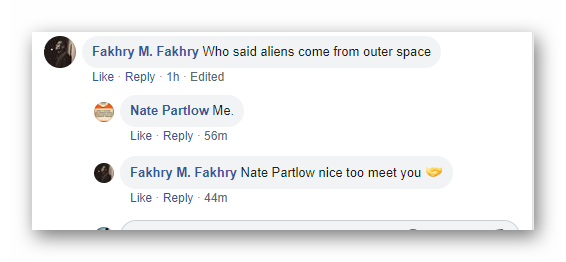 Fakhry M. Fakhry Who said aliens come from outer space
Like · Reply · 1h · Edited
Nate Partlow Me.
Like · Reply · 56m
Fakhry M. Fakhry Nate Partlow nice too meet you 🤝
Like · Reply · 44m